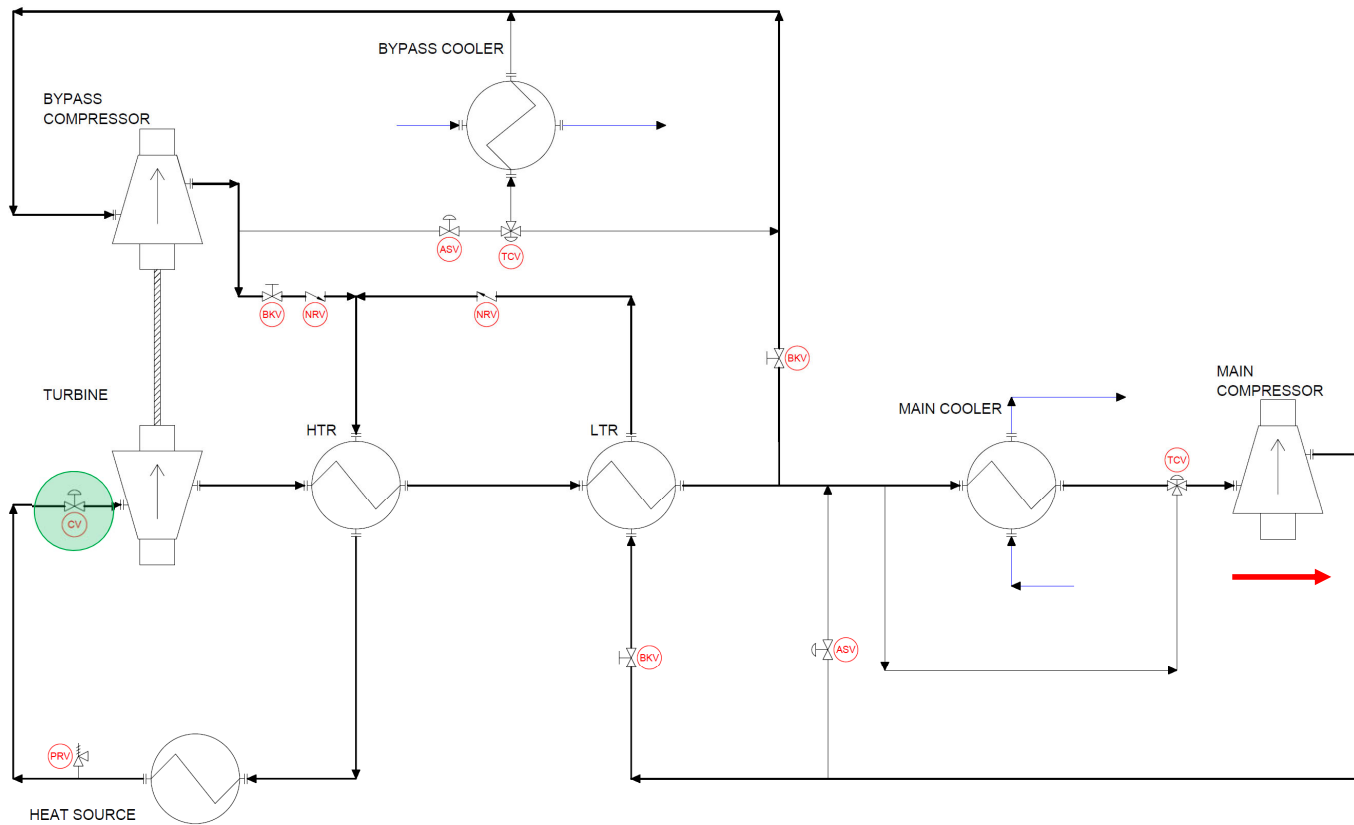 BYPASS COOLER
BYPASS
COMPRESSOR
ASV
TCV
BKV
NRV
NRV
BKV
TURBINE
MAIN
COMPRESSOR
MAIN COOLER
HTR
LTR
TCV
CV
BKV
ASV
PRV
HEAT SOURCE